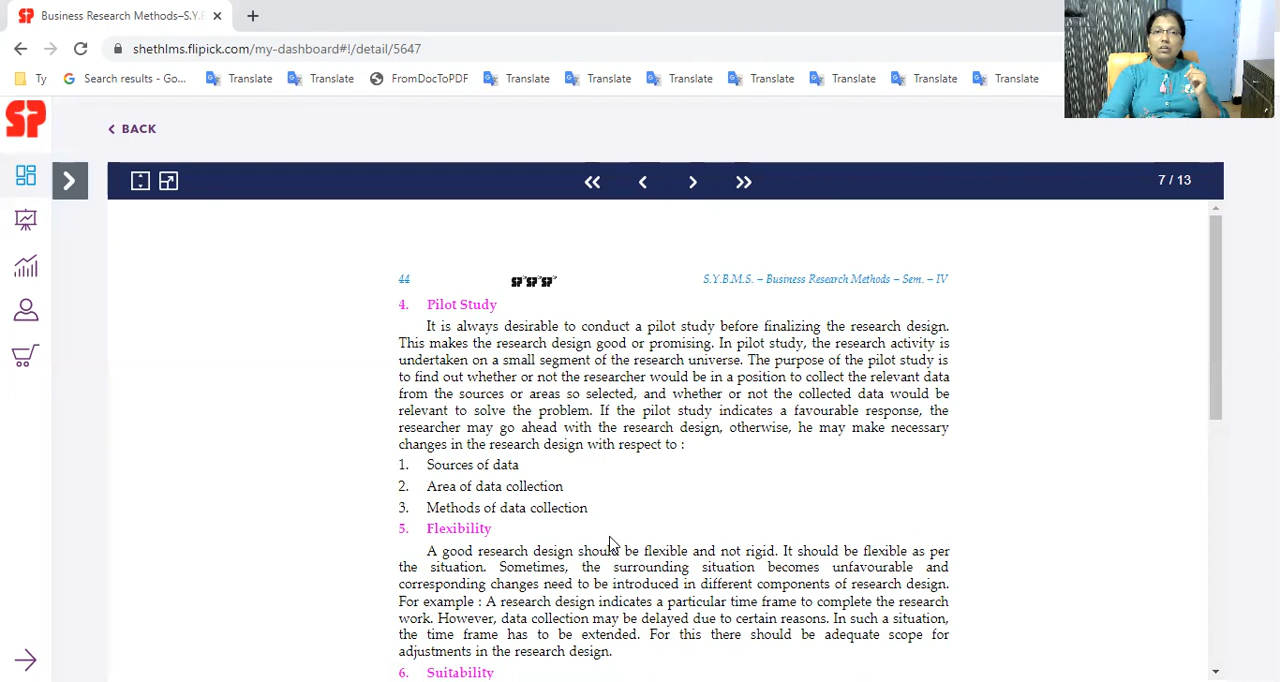 Business Research Methods–S.Y.B
shethlms.flipick.com/my-dashboard#!/detail/5647
Ty
Search results - Go...
Translate
Translate
FromDocToPDF
Translate
Translate
Translate
Translate
Translate
Translate
Translate
SP
BACK
7 / 13
44
S.Y.B.M.S. – Business Research Methods – Sem. – IV
4. Pilot Study
It is always desirable to conduct a pilot study before finalizing the research design.
This makes the research design good or promising. In pilot study, the research activity is
undertaken on a small segment of the research universe. The purpose of the pilot study is
to find out whether or not the researcher would be in a position to collect the relevant data
from the sources or areas so selected, and whether or not the collected data would be
relevant to solve the problem. If the pilot study indicates a favourable response, the
researcher may go ahead with the research design, otherwise, he may make necessary
changes in the research design with respect to :
1. Sources of data
2. Area of data collection
3. Methods of data collection
5. Flexibility
A good research design should be flexible and not rigid. It should be flexible as per
the situation. Sometimes, the surrounding situation becomes unfavourable and
corresponding changes need to be introduced in different components of research design.
For example : A research design indicates a particular time frame to complete the research
work. However, data collection may be delayed due to certain reasons. In such a situation,
the time frame has to be extended. For this there should be adequate scope for
adjustments in the research design.
6. Suitability